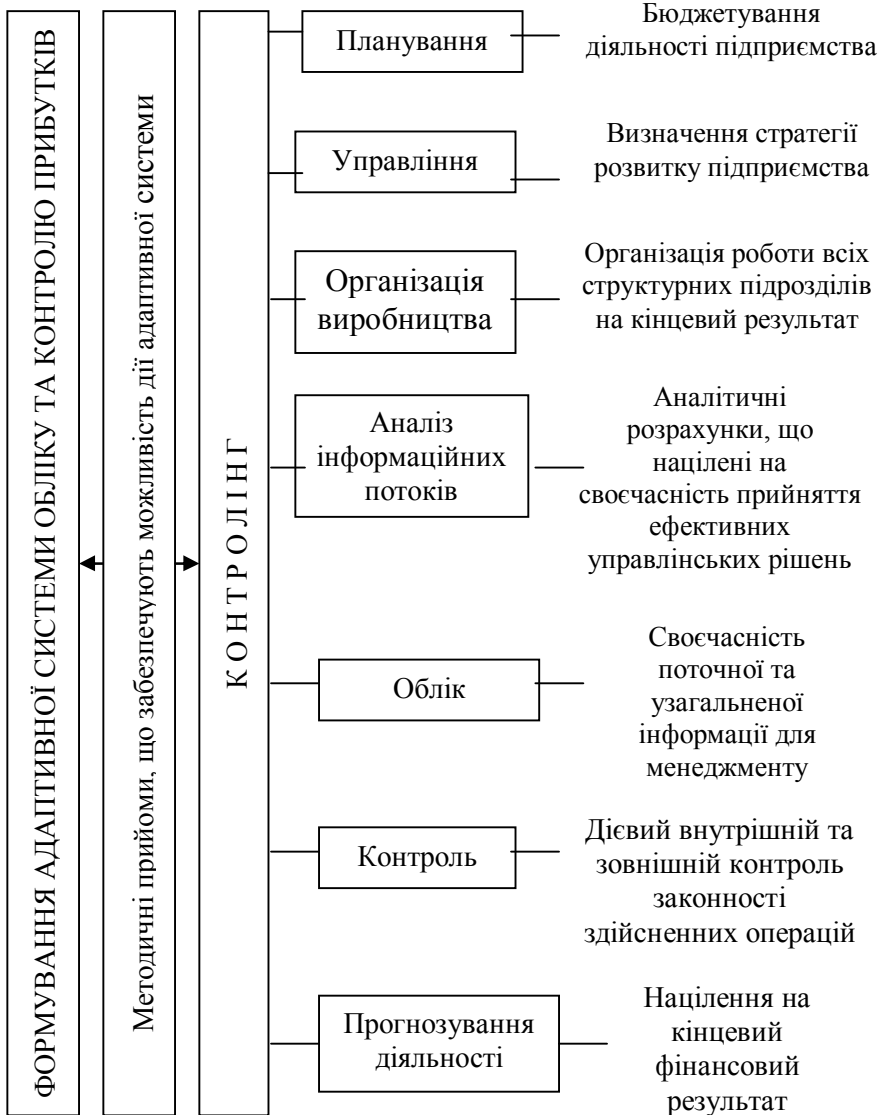 ФОРМУВАННЯ АДАПТИВНОЇ СИСТЕМИ ОБЛІКУ ТА КОНТРОЛЮ ПРИБУТКІВ
Методичні прийоми, що забезпечують можливість дії адаптивної системи
КОНТРОЛІНГ
Планування
Бюджетування
діяльності підприємства
Управління
Визначення стратегії
розвитку підприємства
Організація
виробництва
Організація роботи всіх
структурних підрозділів
на кінцевий результат
Аналіз
інформаційних
потоків
Аналітичні
розрахунки, що
націлені на
своєчасність прийняття
ефективних
управлінських рішень
Облік
Своєчасність
поточної та
узагальненої
інформації для
менеджменту
Контроль
Дієвий внутрішній та
зовнішній контроль
законності
здійсненних операцій
Прогнозування
діяльності
Націлення на
кінцевий
фінансовий
результат